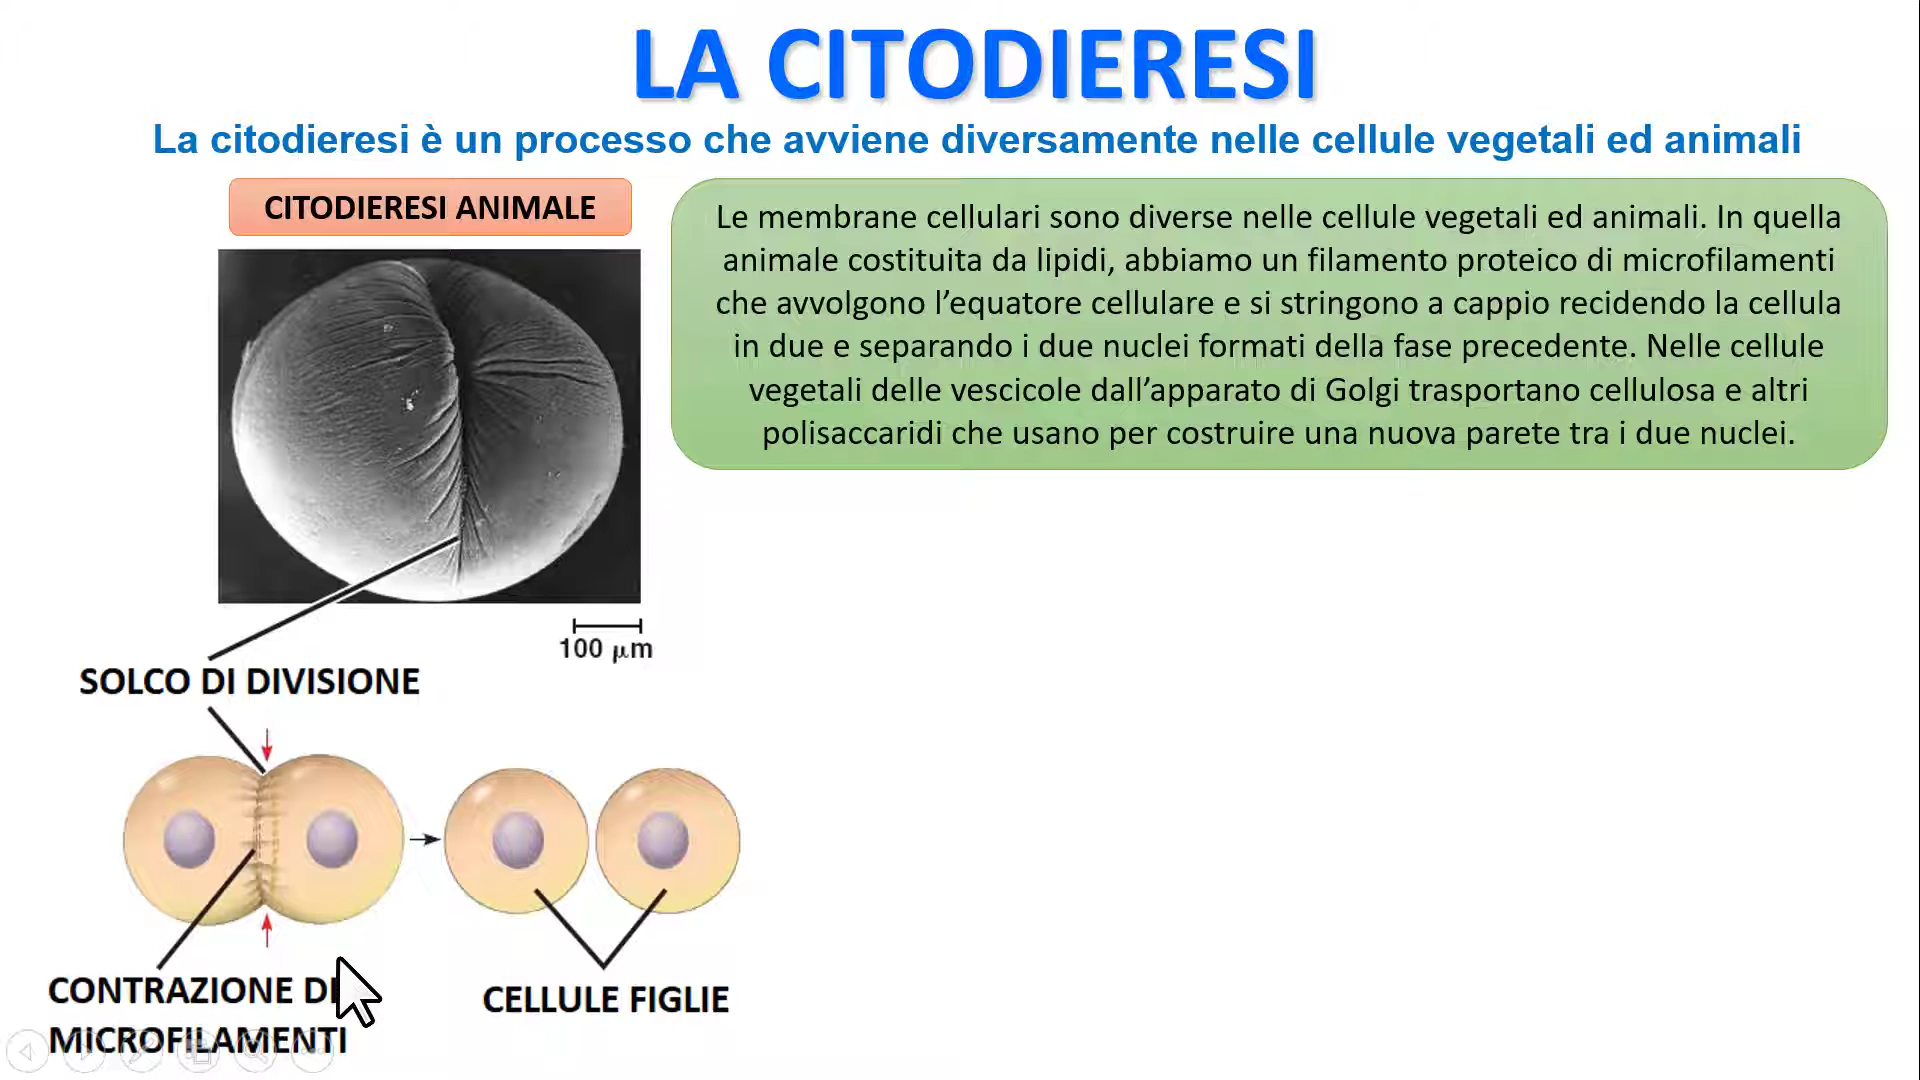 LA CITODIERESI
La citodieresi è un processo che avviene diversamente nelle cellule vegetali ed animali
CITODIERESI ANIMALE
Le membrane cellulari sono diverse nelle cellule vegetali ed animali. In quella
animale costituita da lipidi, abbiamo un filamento proteico di microfilamenti
che avvolgono l’equatore cellulare e si stringono a cappio recidendo la cellula
in due e separando i due nuclei formati della fase precedente. Nelle cellule
vegetali delle vescicole dall’apparato di Golgi trasportano cellulosa e altri
polisaccaridi che usano per costruire una nuova parete tra i due nuclei.
100 µm
SOLCO DI DIVISIONE
CONTRAZIONE DI
MICROFILAMENTI
CELLULE FIGLIE